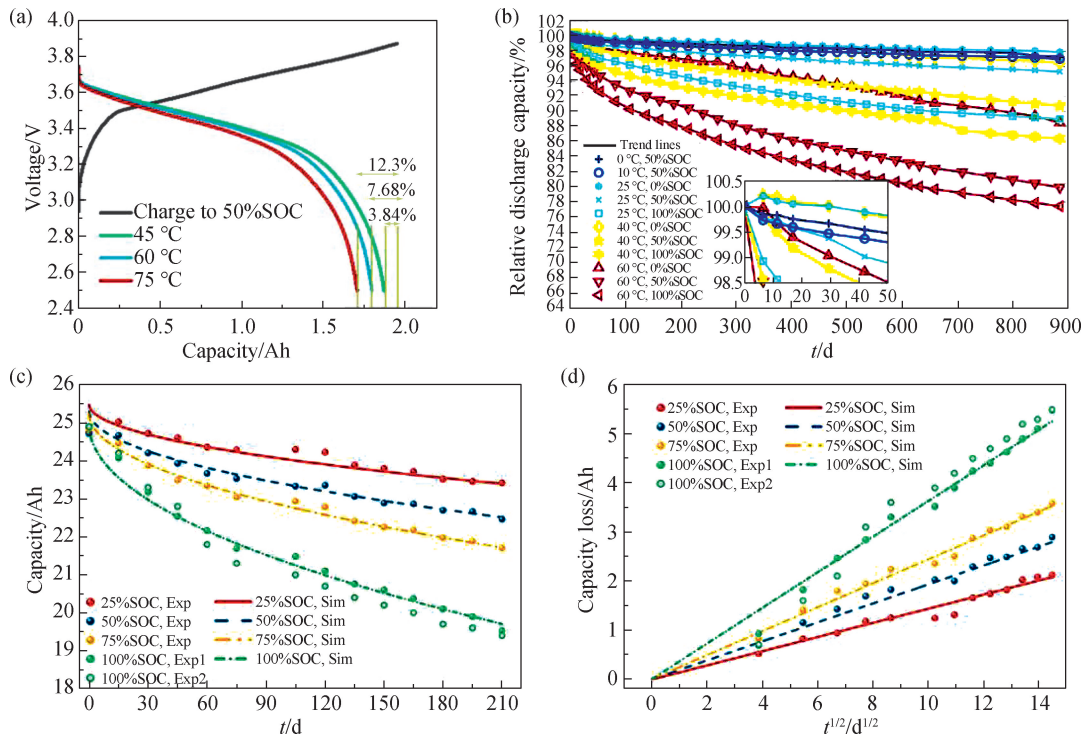 (a)
4.0
3.8
3.6
3.4
3.2
3.0
2.8
2.6
2.4
Voltage/V
12.3%
7.68%
3.84%
Charge to 50%SOC
45 °C
60 °C
75 °C
0
0.5
1.0
1.5
2.0
Capacity/Ah
(b)
102
100
98
96
94
92
90
88
86
84
82
80
78
76
74
72
70
68
66
64
Relative discharge capacity/%
Trend lines
0 °C, 50%SOC
10 °C, 50%SOC
25 °C, 0%SOC
25 °C, 50%SOC
25 °C, 100%SOC
40 °C, 0%SOC
40 °C, 50%SOC
40 °C, 100%SOC
60 °C, 0%SOC
60 °C, 50%SOC
60 °C, 100%SOC
100.5
100.0
99.5
99.0
98.5
0 10 20 30 40 50
0 100 200 300 400 500 600 700 800 900
t/d
(c)
26
25
24
23
22
21
20
19
18
Capacity/Ah
25%SOC, Exp
50%SOC, Exp
75%SOC, Exp
100%SOC, Exp1
100%SOC, Exp2
25%SOC, Sim
50%SOC, Sim
75%SOC, Sim
100%SOC, Sim
0 30 60 90 120 150 180 210
t/d
(d)
6
5
4
3
2
1
0
Capacity loss/Ah
25%SOC, Exp
50%SOC, Exp
75%SOC, Exp
100%SOC, Exp1
100%SOC, Exp2
25%SOC, Sim
50%SOC, Sim
75%SOC, Sim
100%SOC, Sim
0 2 4 6 8 10 12 14
t^1/2/d^1/2